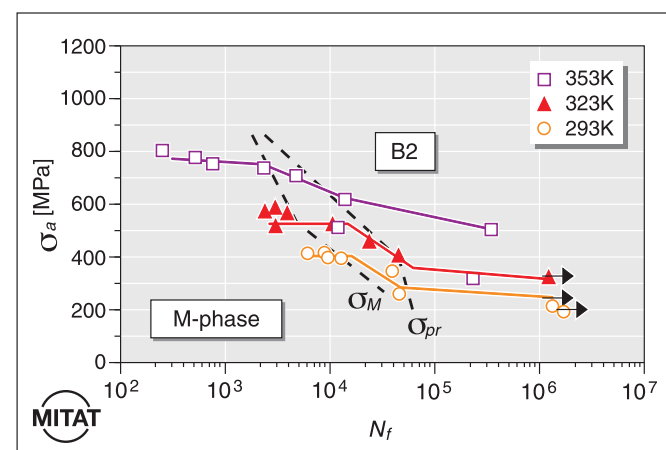 1200
1000
800
600
400
200
0
σa [MPa]
353K
323K
293K
B2
M-phase
σM
σpr
10² 10³ 10⁴ 10⁵ 10⁶ 10⁷
Nf
MITAT